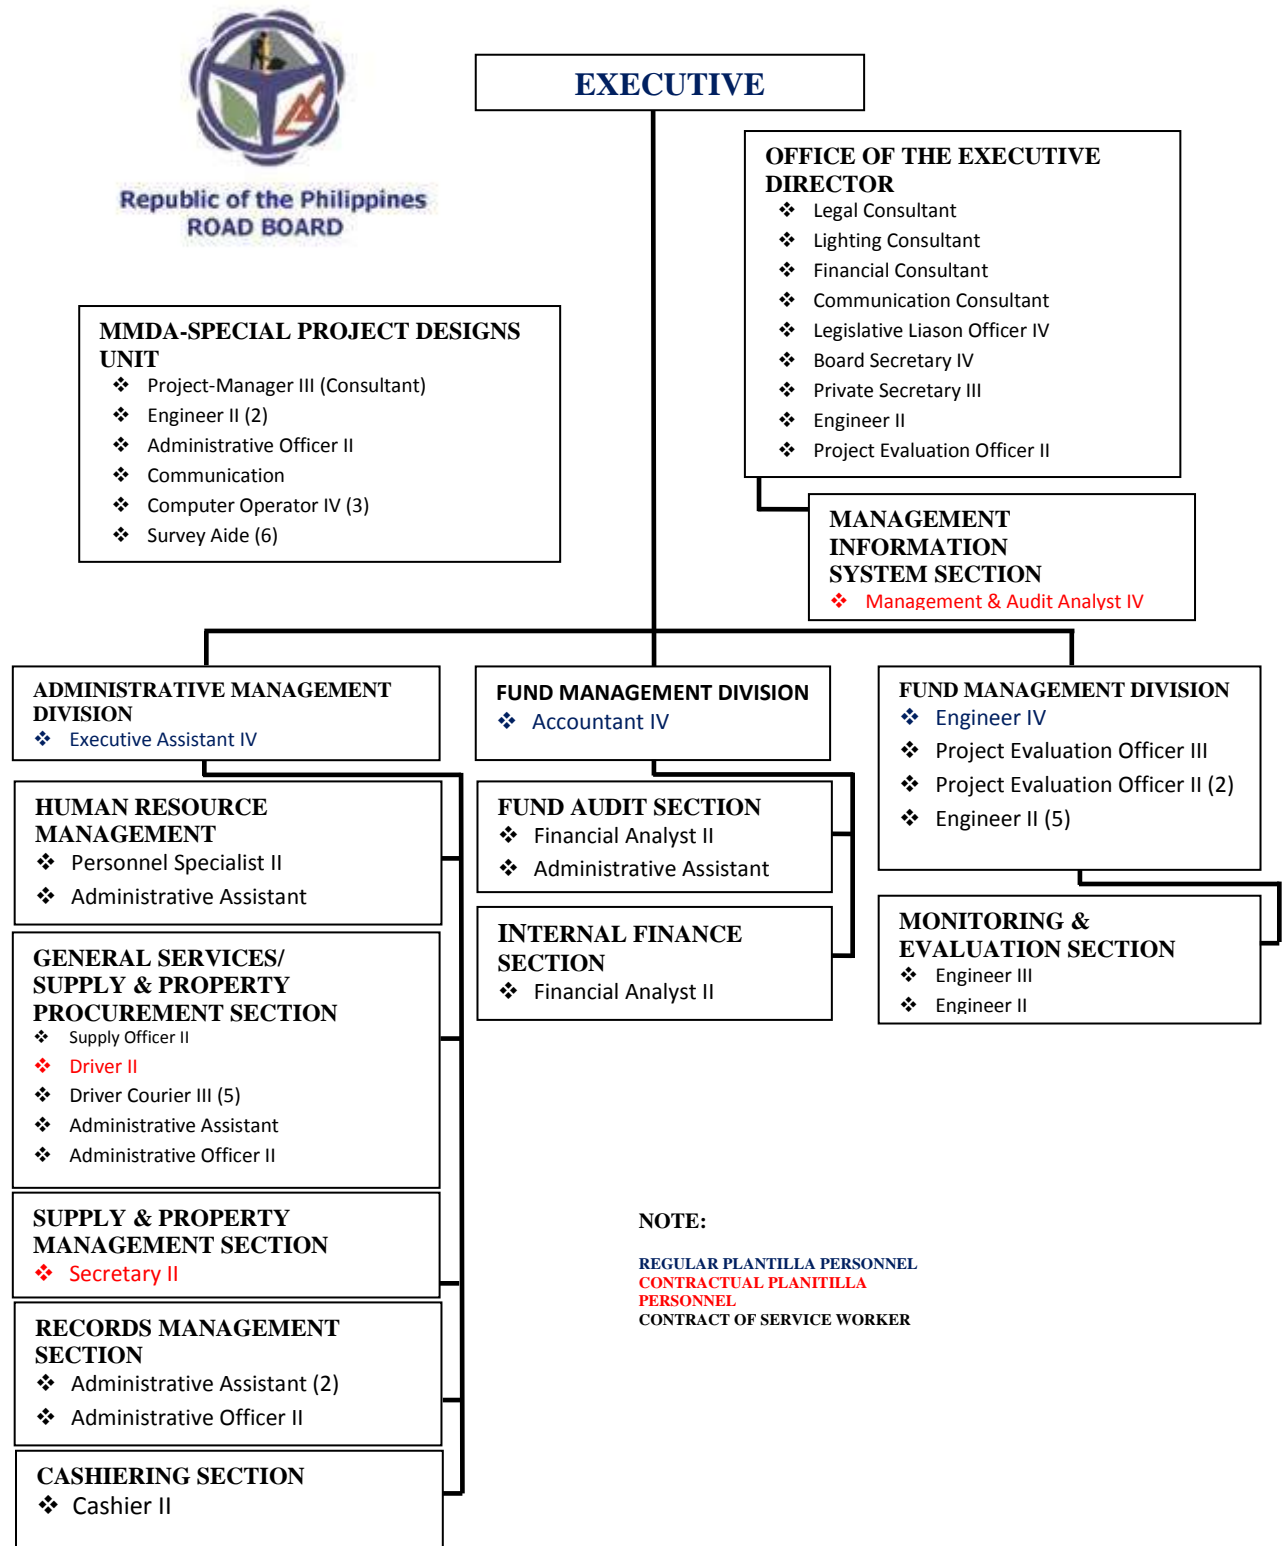 Republic of the Philippines
ROAD BOARD
EXECUTIVE
OFFICE OF THE EXECUTIVE
DIRECTOR
❖ Legal Consultant
❖ Lighting Consultant
❖ Financial Consultant
❖ Communication Consultant
❖ Legislative Liason Officer IV
❖ Board Secretary IV
❖ Private Secretary III
❖ Engineer II
❖ Project Evaluation Officer II
MMDA-SPECIAL PROJECT DESIGNS
UNIT
❖ Project-Manager III (Consultant)
❖ Engineer II (2)
❖ Administrative Officer II
❖ Communication
❖ Computer Operator IV (3)
❖ Survey Aide (6)
MANAGEMENT
INFORMATION
SYSTEM SECTION
❖ Management & Audit Analyst IV
ADMINISTRATIVE MANAGEMENT
DIVISION
❖ Executive Assistant IV
HUMAN RESOURCE
MANAGEMENT
❖ Personnel Specialist II
❖ Administrative Assistant
GENERAL SERVICES/
SUPPLY & PROPERTY
PROCUREMENT SECTION
❖ Supply Officer II
❖ Driver II
❖ Driver Courier III (5)
❖ Administrative Assistant
❖ Administrative Officer II
SUPPLY & PROPERTY
MANAGEMENT SECTION
❖ Secretary II
RECORDS MANAGEMENT
SECTION
❖ Administrative Assistant (2)
❖ Administrative Officer II
CASHIERING SECTION
❖ Cashier II
FUND MANAGEMENT DIVISION
❖ Accountant IV
FUND AUDIT SECTION
❖ Financial Analyst II
❖ Administrative Assistant
INTERNAL FINANCE
SECTION
❖ Financial Analyst II
FUND MANAGEMENT DIVISION
❖ Engineer IV
❖ Project Evaluation Officer III
❖ Project Evaluation Officer II (2)
❖ Engineer II (5)
MONITORING &
EVALUATION SECTION
❖ Engineer III
❖ Engineer II
NOTE:
REGULAR PLANTILLA PERSONNEL
CONTRACTUAL PLANITILLA
PERSONNEL
CONTRACT OF SERVICE WORKER